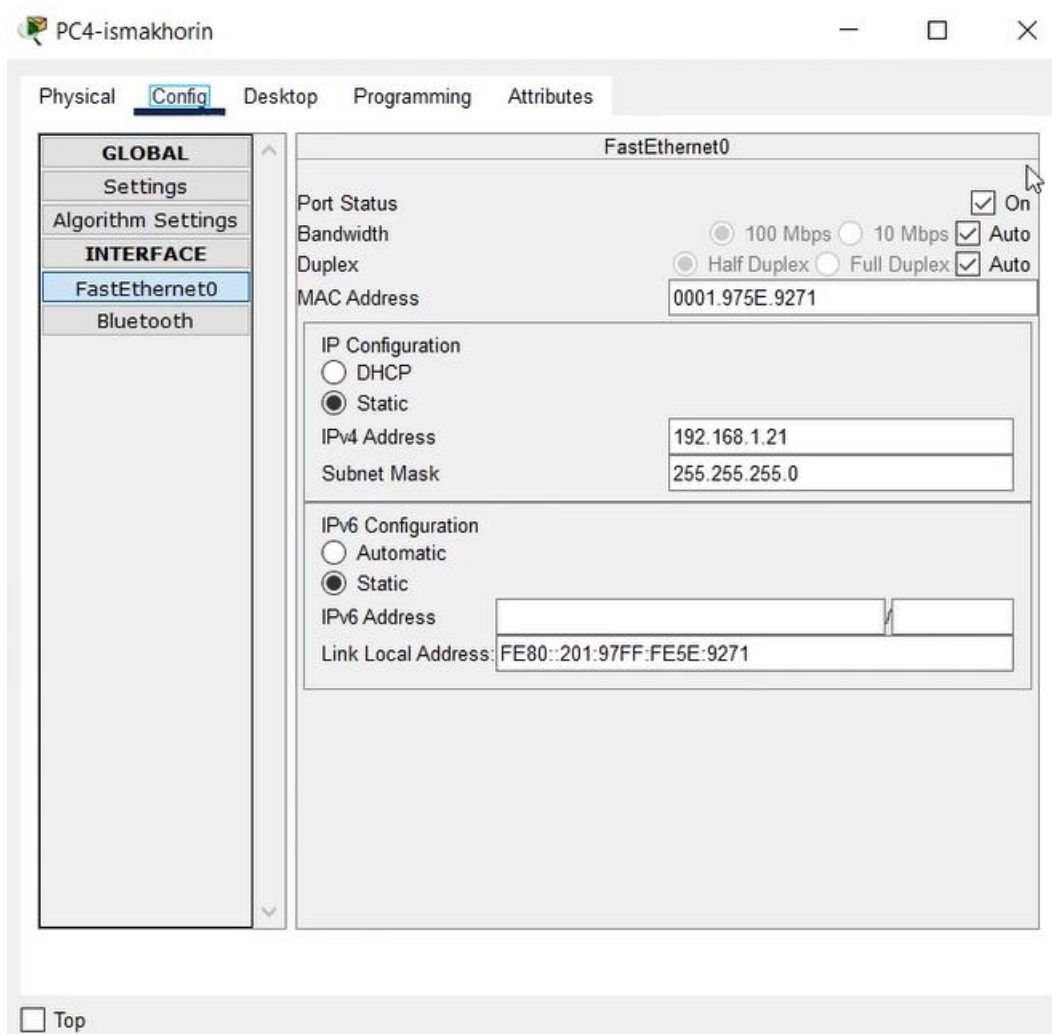 PC4-ismakhorin
Physical Config Desktop Programming Attributes
GLOBAL
Settings
Algorithm Settings
INTERFACE
FastEthernet0
Bluetooth
FastEthernet0
Port Status On
Bandwidth 100 Mbps 10 Mbps Auto
Duplex Half Duplex Full Duplex Auto
MAC Address 0001.975E.9271
IP Configuration
DHCP
Static
IPv4 Address 192.168.1.21
Subnet Mask 255.255.255.0
IPv6 Configuration
Automatic
Static
IPv6 Address /
Link Local Address: FE80::201:97FF:FE5E:9271
Top